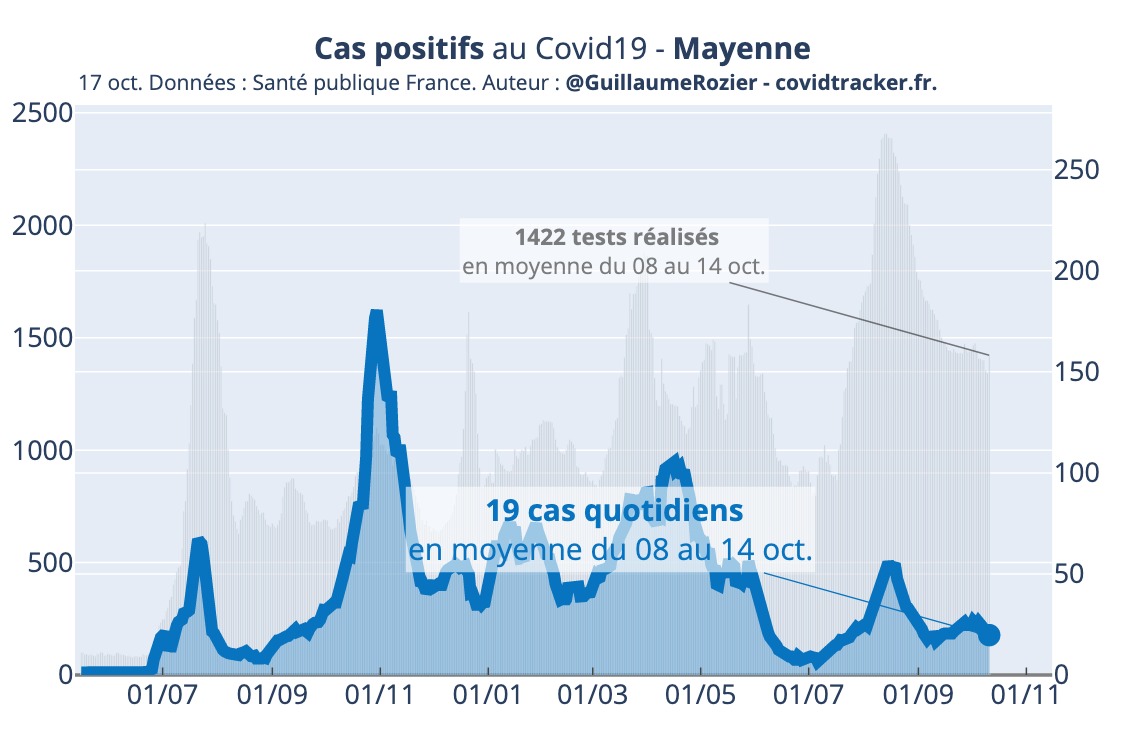 Cas positifs au Covid19 - Mayenne
17 oct. Données : Santé publique France. Auteur : @GuillaumeRozier - covidtracker.fr.
2500
2000
1500
1000
500
0
250
200
150
100
50
0
1422 tests réalisés
en moyenne du 08 au 14 oct.
19 cas quotidiens
en moyenne du 08 au 14 oct.
01/07 01/09 01/11 01/01 01/03 01/05 01/07 01/09 01/11